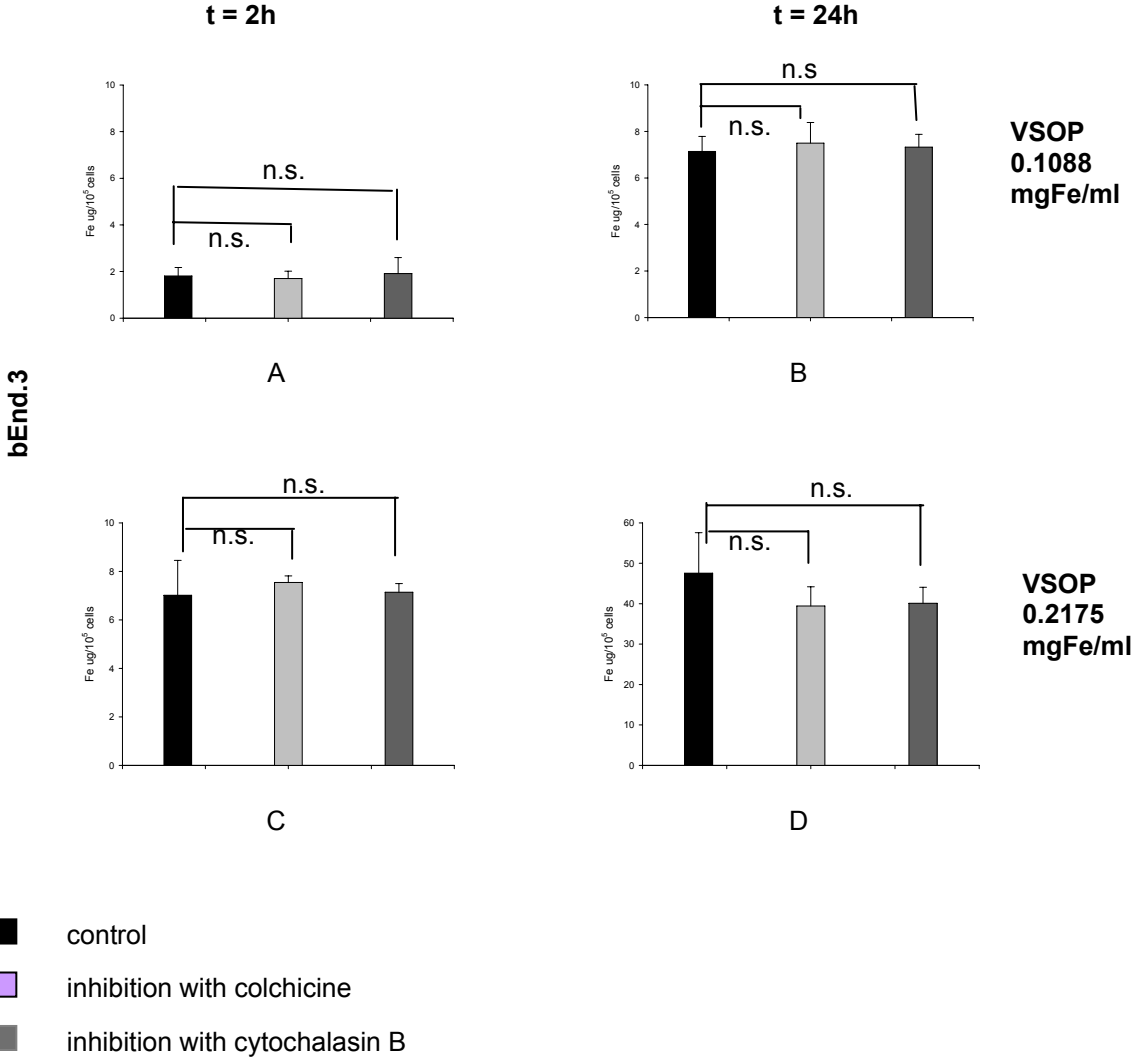 t = 2h
t = 24h
10
8
6
4
2
0
Fe ug/10⁵ cells
n.s.
n.s.
A
10
8
6
4
2
0
Fe ug/10⁵ cells
n.s
n.s.
B
VSOP
0.1088
mgFe/ml
bEnd.3
10
8
6
4
2
0
Fe ug/10⁵ cells
n.s.
n.s.
C
60
50
40
30
20
10
0
Fe ug/10⁵ cells
n.s.
n.s.
D
VSOP
0.2175
mgFe/ml
control
inhibition with colchicine
inhibition with cytochalasin B